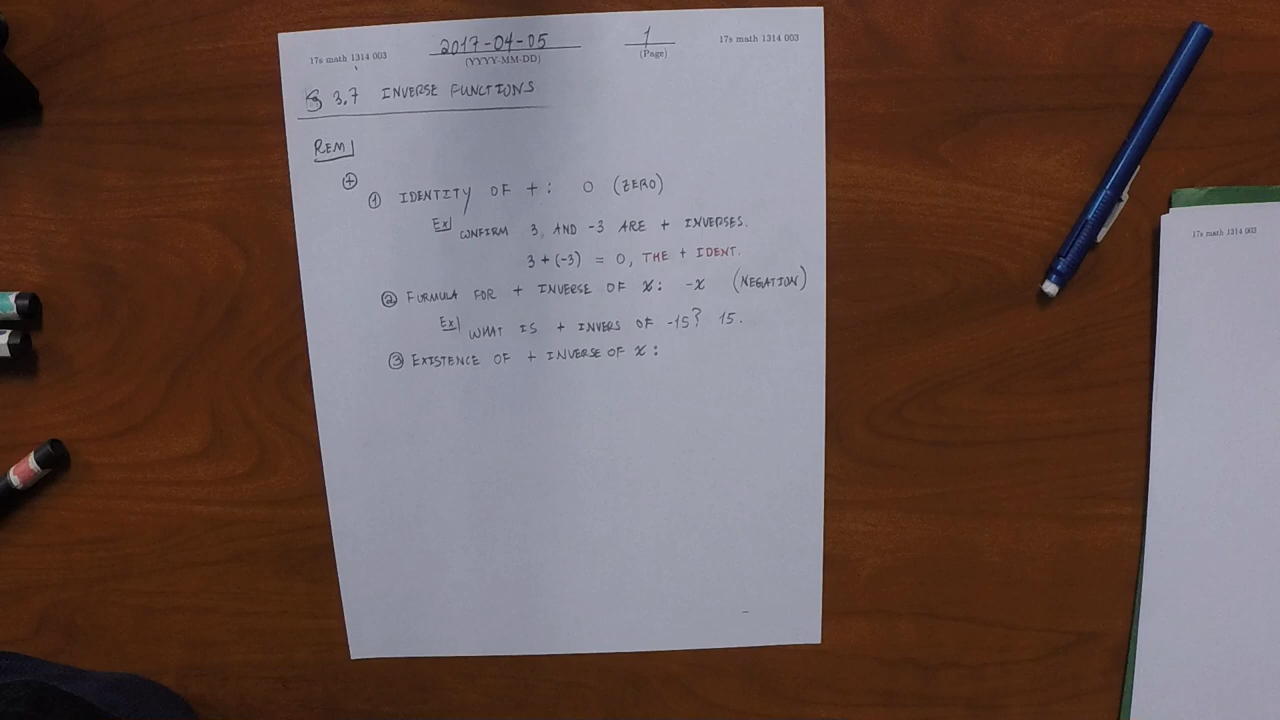 17s math 1314 003 2017-04-05 1 17s math 1314 003
(YYYY-MM-DD) (Page)
§ 3.7 INVERSE FUNCTIONS
REM
+
① IDENTITY OF + : 0 (ZERO)
Ex CONFIRM 3, AND -3 ARE + INVERSES.
3 + (-3) = 0, THE + IDENT.
② FORMULA FOR + INVERSE OF x : -x (NEGATION)
Ex WHAT IS + INVERS OF -15? 15.
③ EXISTENCE OF + INVERSE OF x :
17s math 1314 003